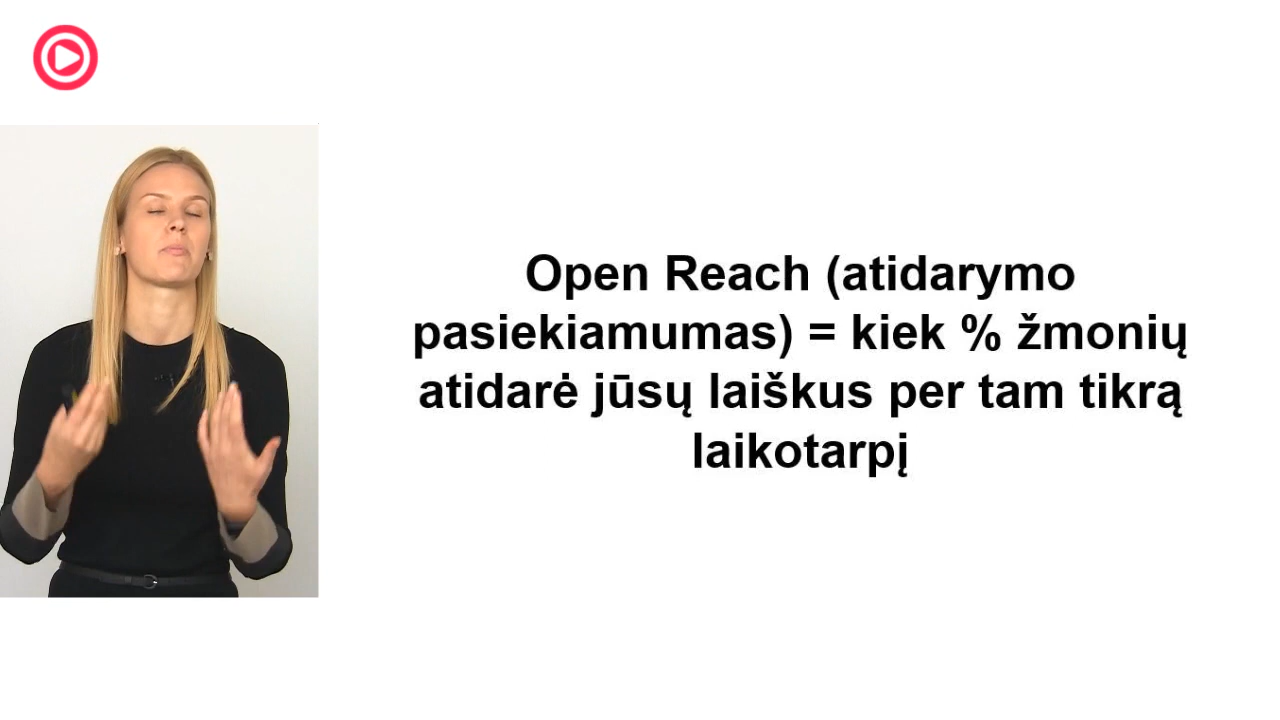 Open Reach (atidarymo
pasiekiamumas) = kiek % žmonių
atidarė jūsų laiškus per tam tikrą
laikotarpį